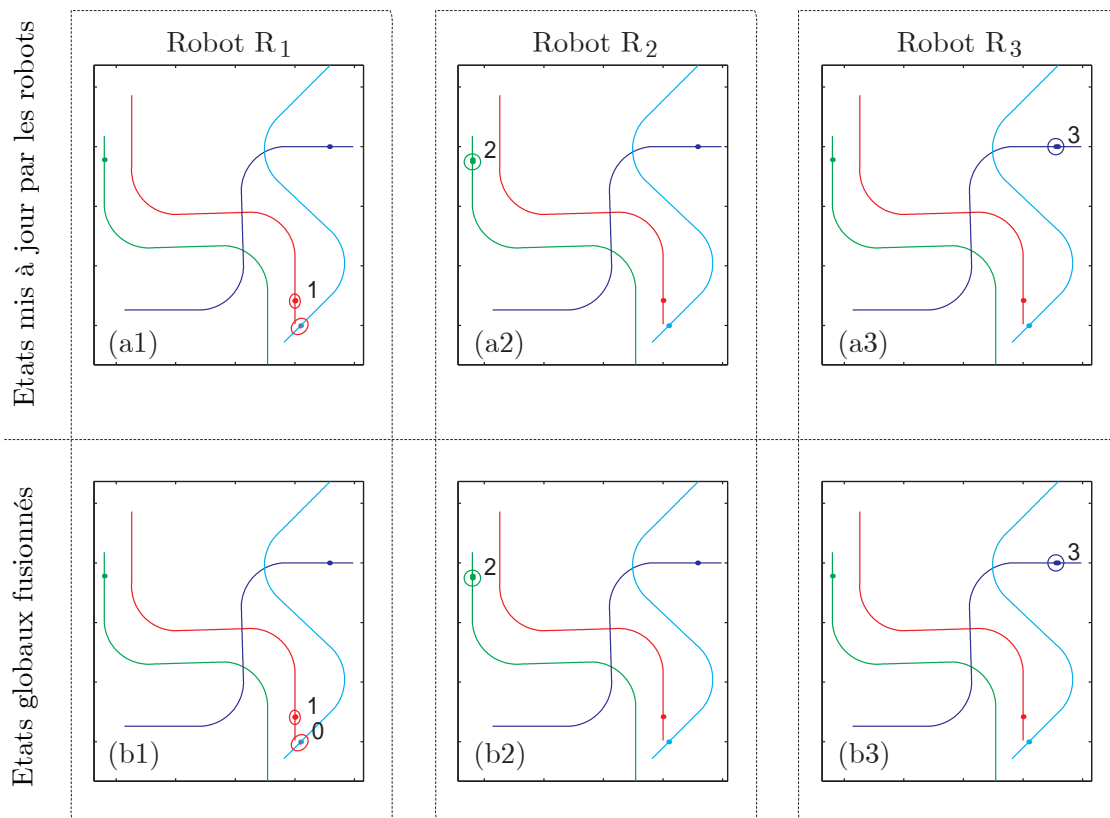 Robot R1
Robot R2
Robot R3
Etats mis à jour par les robots
1
(a1)
2
(a2)
3
(a3)
Etats globaux fusionnés
1
0
(b1)
2
(b2)
3
(b3)